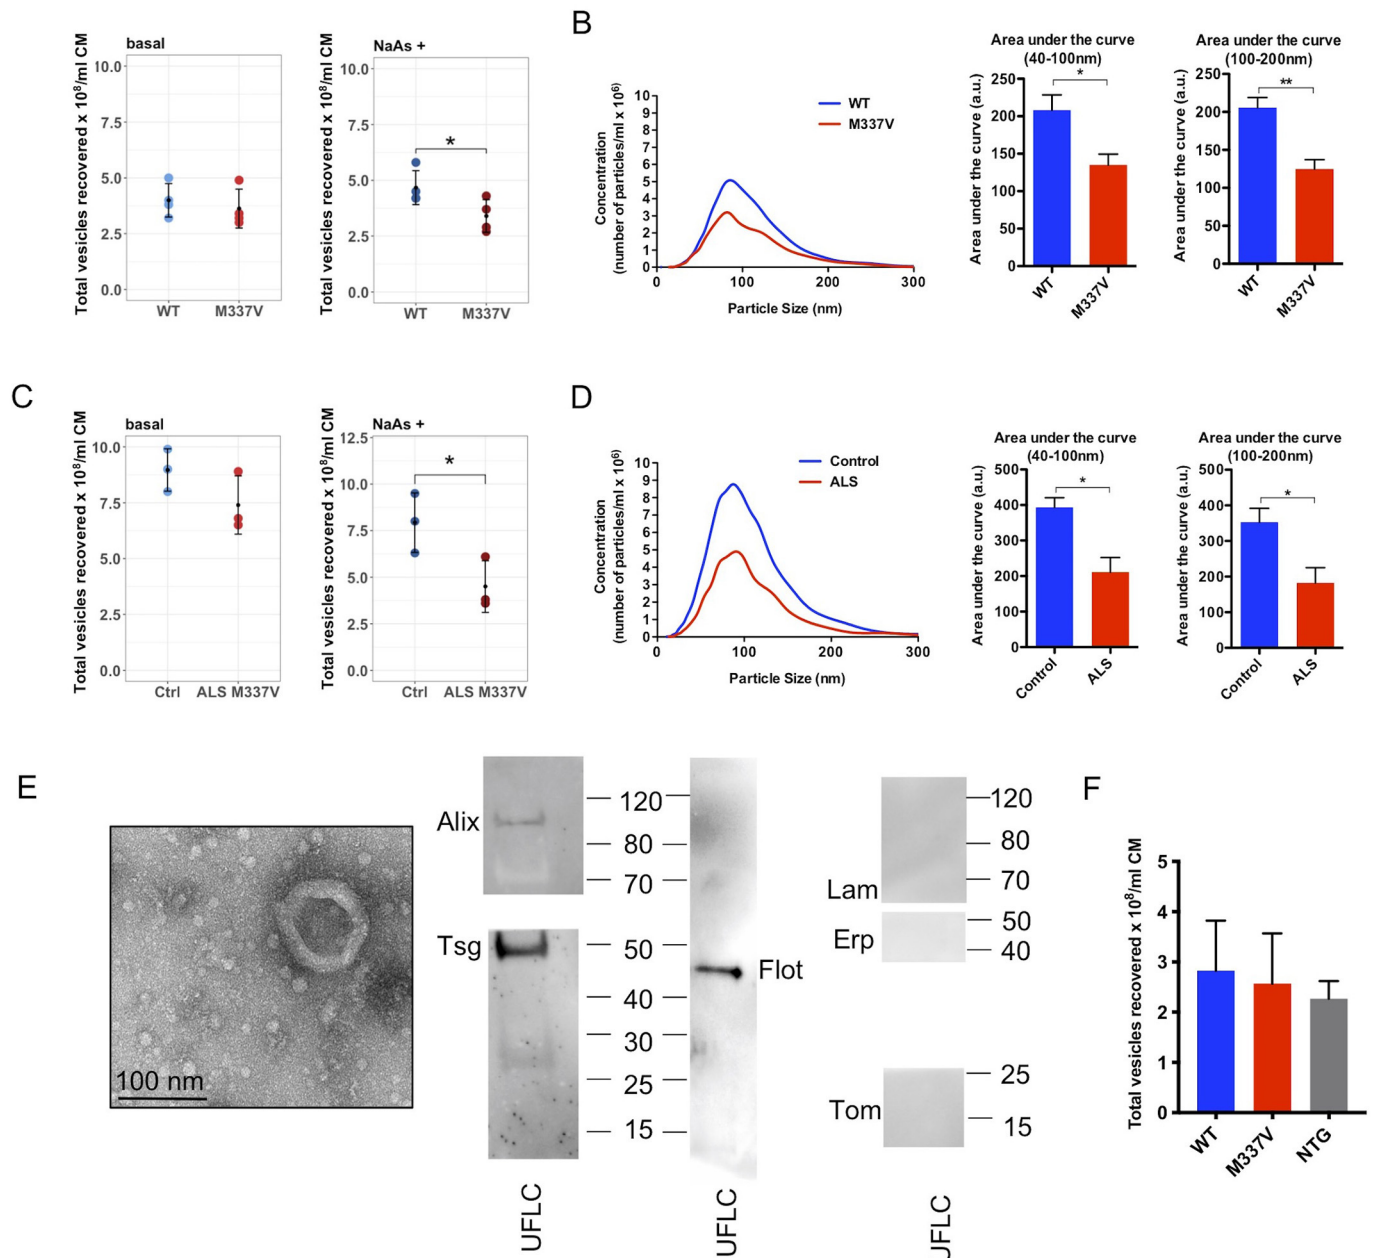 Total vesicles recovered x 10⁸/ml CM
basal
10.0
7.5
5.0
2.5
0.0
WT
M337V
Total vesicles recovered x 10⁸/ml CM
NaAs +
10.0
7.5
5.0
2.5
0.0
*
WT
M337V
B
Concentration
(number of particles/ml x 10⁶)
10
9
8
7
6
5
4
3
2
1
0
0
100
200
300
Particle Size (nm)
WT
M337V
Area under the curve
(40-100nm)
Area under the curve (a.u.)
250
200
150
100
50
0
*
WT
M337V
Area under the curve
(100-200nm)
Area under the curve (a.u.)
250
200
150
100
50
0
**
WT
M337V
C
Total vesicles recovered x 10⁸/ml CM
basal
10.0
7.5
5.0
2.5
0.0
Ctrl
ALS M337V
Total vesicles recovered x 10⁸/ml CM
NaAs +
12.5
10.0
7.5
5.0
2.5
0.0
*
Ctrl
ALS M337V
D
Concentration
(number of particles/ml x 10⁶)
10
9
8
7
6
5
4
3
2
1
0
0
100
200
300
Particle Size (nm)
Control
ALS
Area under the curve
(40-100nm)
Area under the curve (a.u.)
500
400
300
200
100
0
*
Control
ALS
Area under the curve
(100-200nm)
Area under the curve (a.u.)
500
400
300
200
100
0
*
Control
ALS
E
100 nm
Alix
Tsg
120
80
70
50
40
30
25
15
Flot
UFLC
UFLC
Lam
Erp
Tom
120
80
70
50
40
25
15
UFLC
F
Total vesicles recovered x 10⁸/ml CM
5
4
3
2
1
0
WT
M337V
NTG